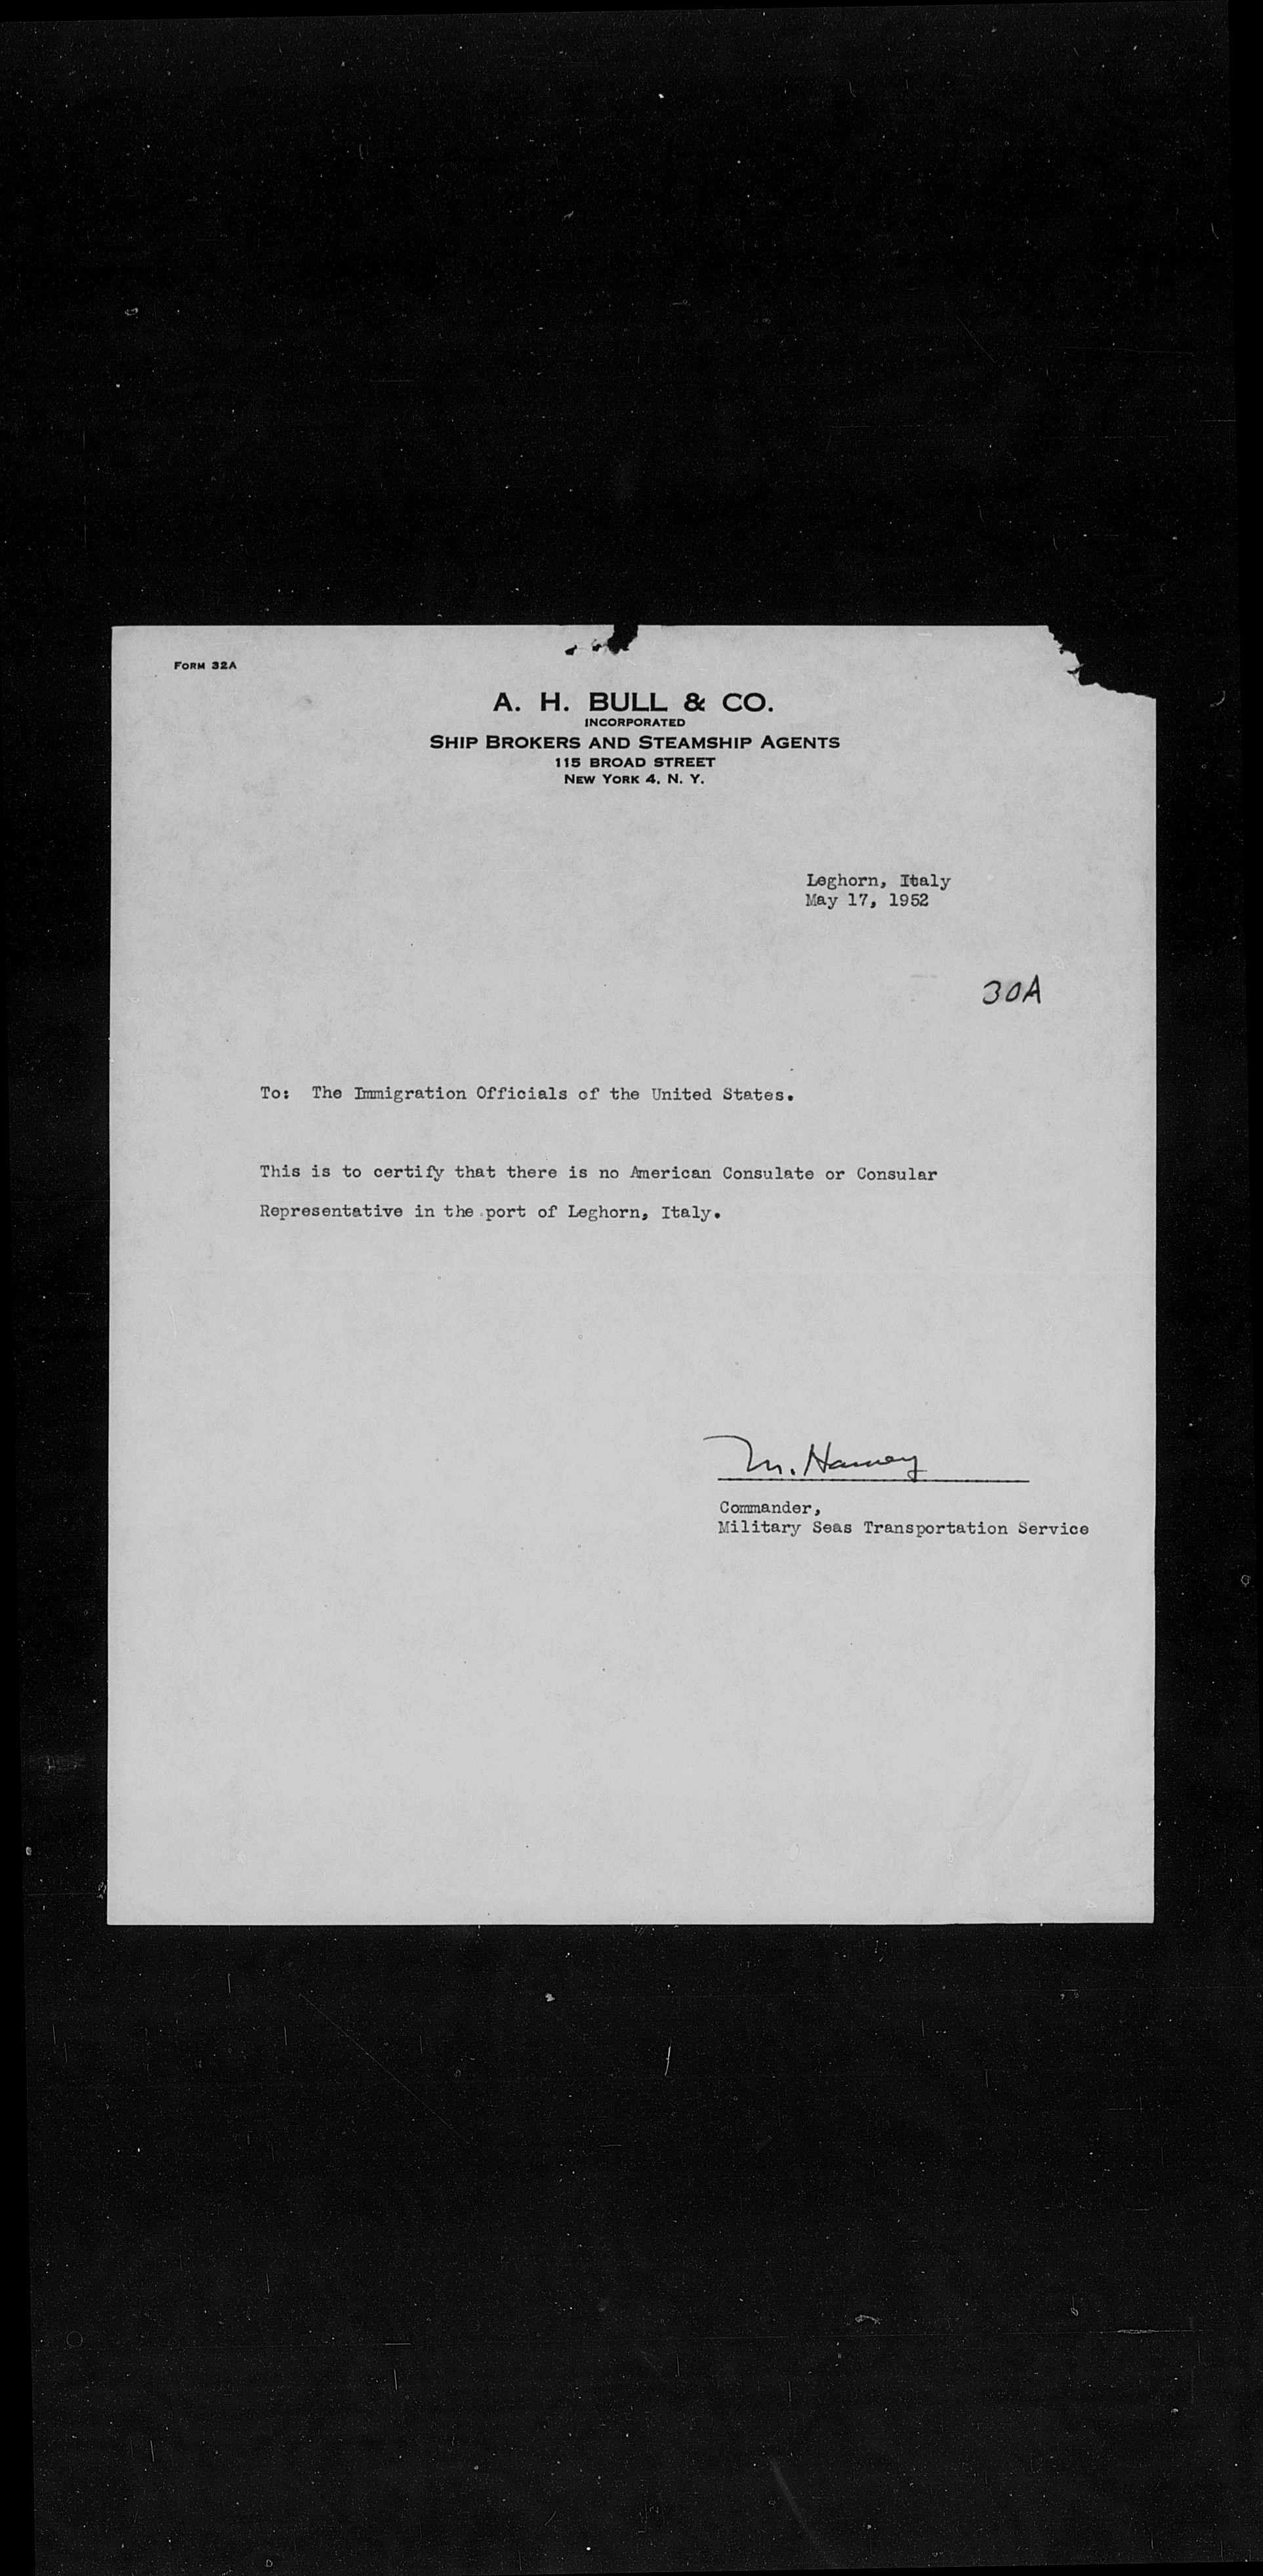 FORM 32A
A. H. BULL & CO.
INCORPORATED
SHIP BROKERS AND STEAMSHIP AGENTS
115 BROAD STREET
NEW YORK 4, N. Y.
Leghorn, Italy
May 17, 1952
30A
To: The Immigration Officials of the United States.
This is to certify that there is no American Consulate or Consular
Representative in the port of Leghorn, Italy.
M. Harvey
Commander,
Military Seas Transportation Service